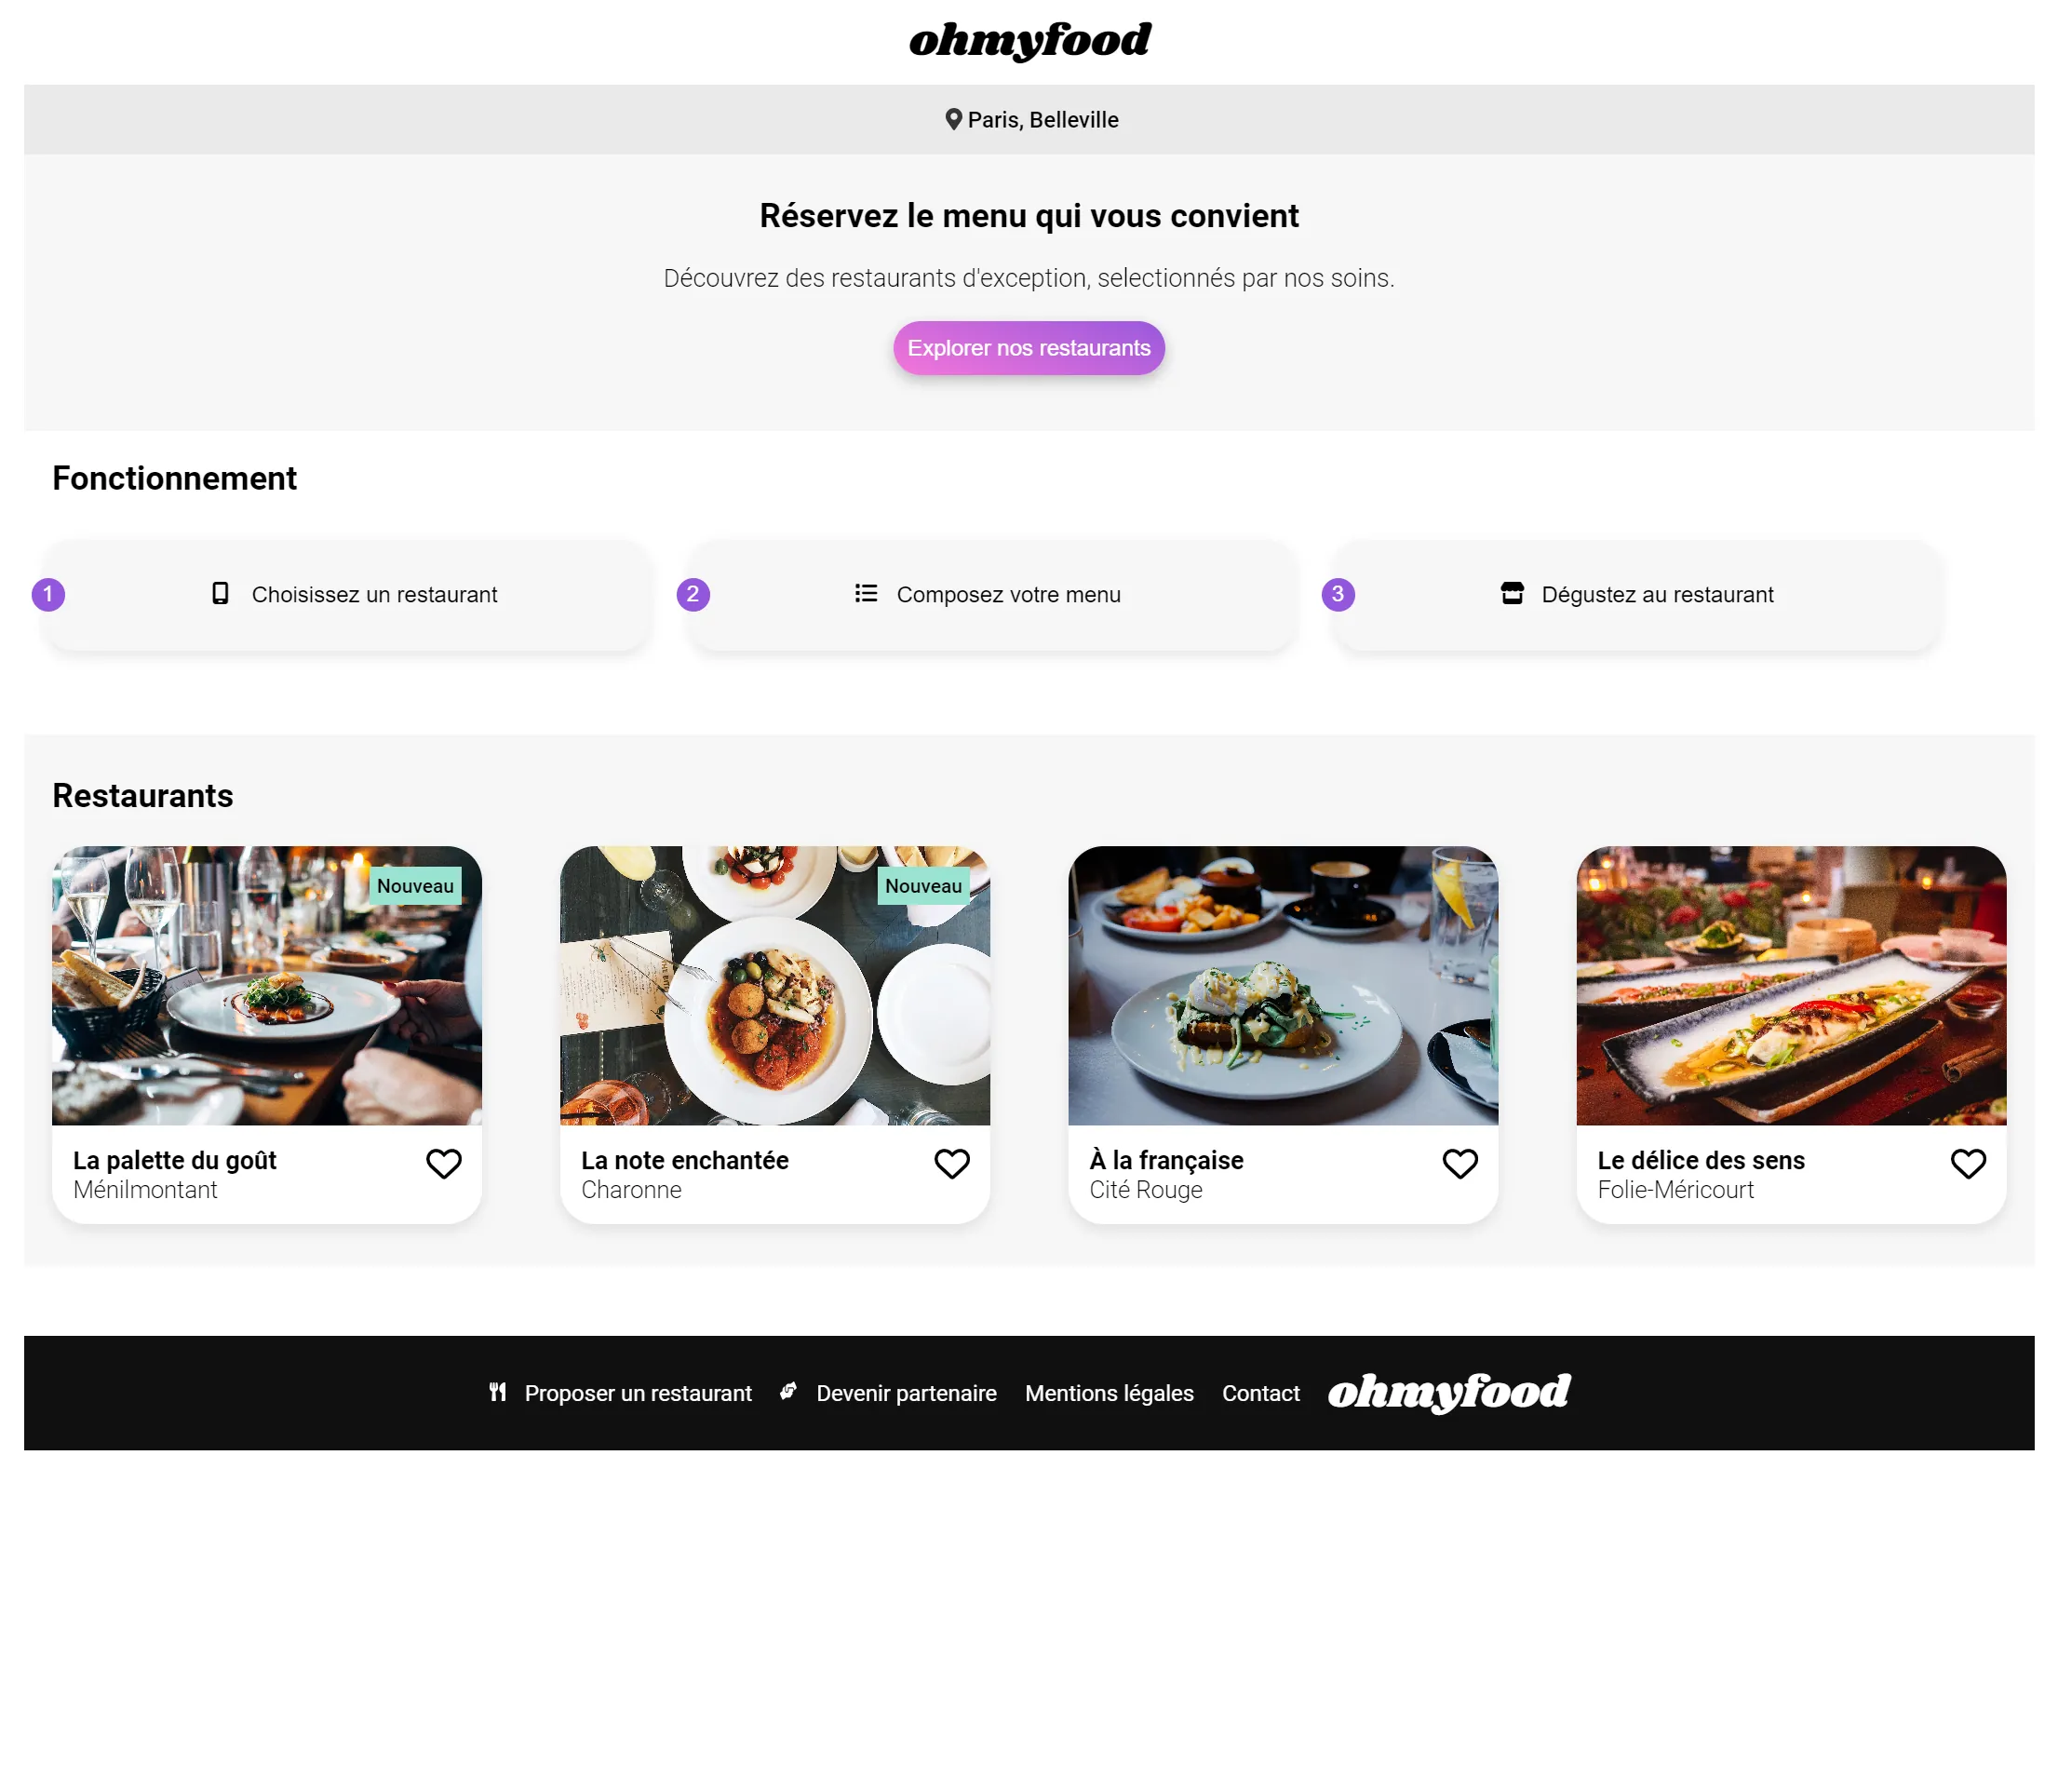 ohmyfood
Paris, Belleville
Réservez le menu qui vous convient
Découvrez des restaurants d'exception, selectionnés par nos soins.
Explorer nos restaurants
Fonctionnement
1 Choisissez un restaurant
2 Composez votre menu
3 Dégustez au restaurant
Restaurants
Nouveau
La palette du goût
Ménilmontant
Nouveau
La note enchantée
Charonne
À la française
Cité Rouge
Le délice des sens
Folie-Méricourt
Proposer un restaurant Devenir partenaire Mentions légales Contact ohmyfood